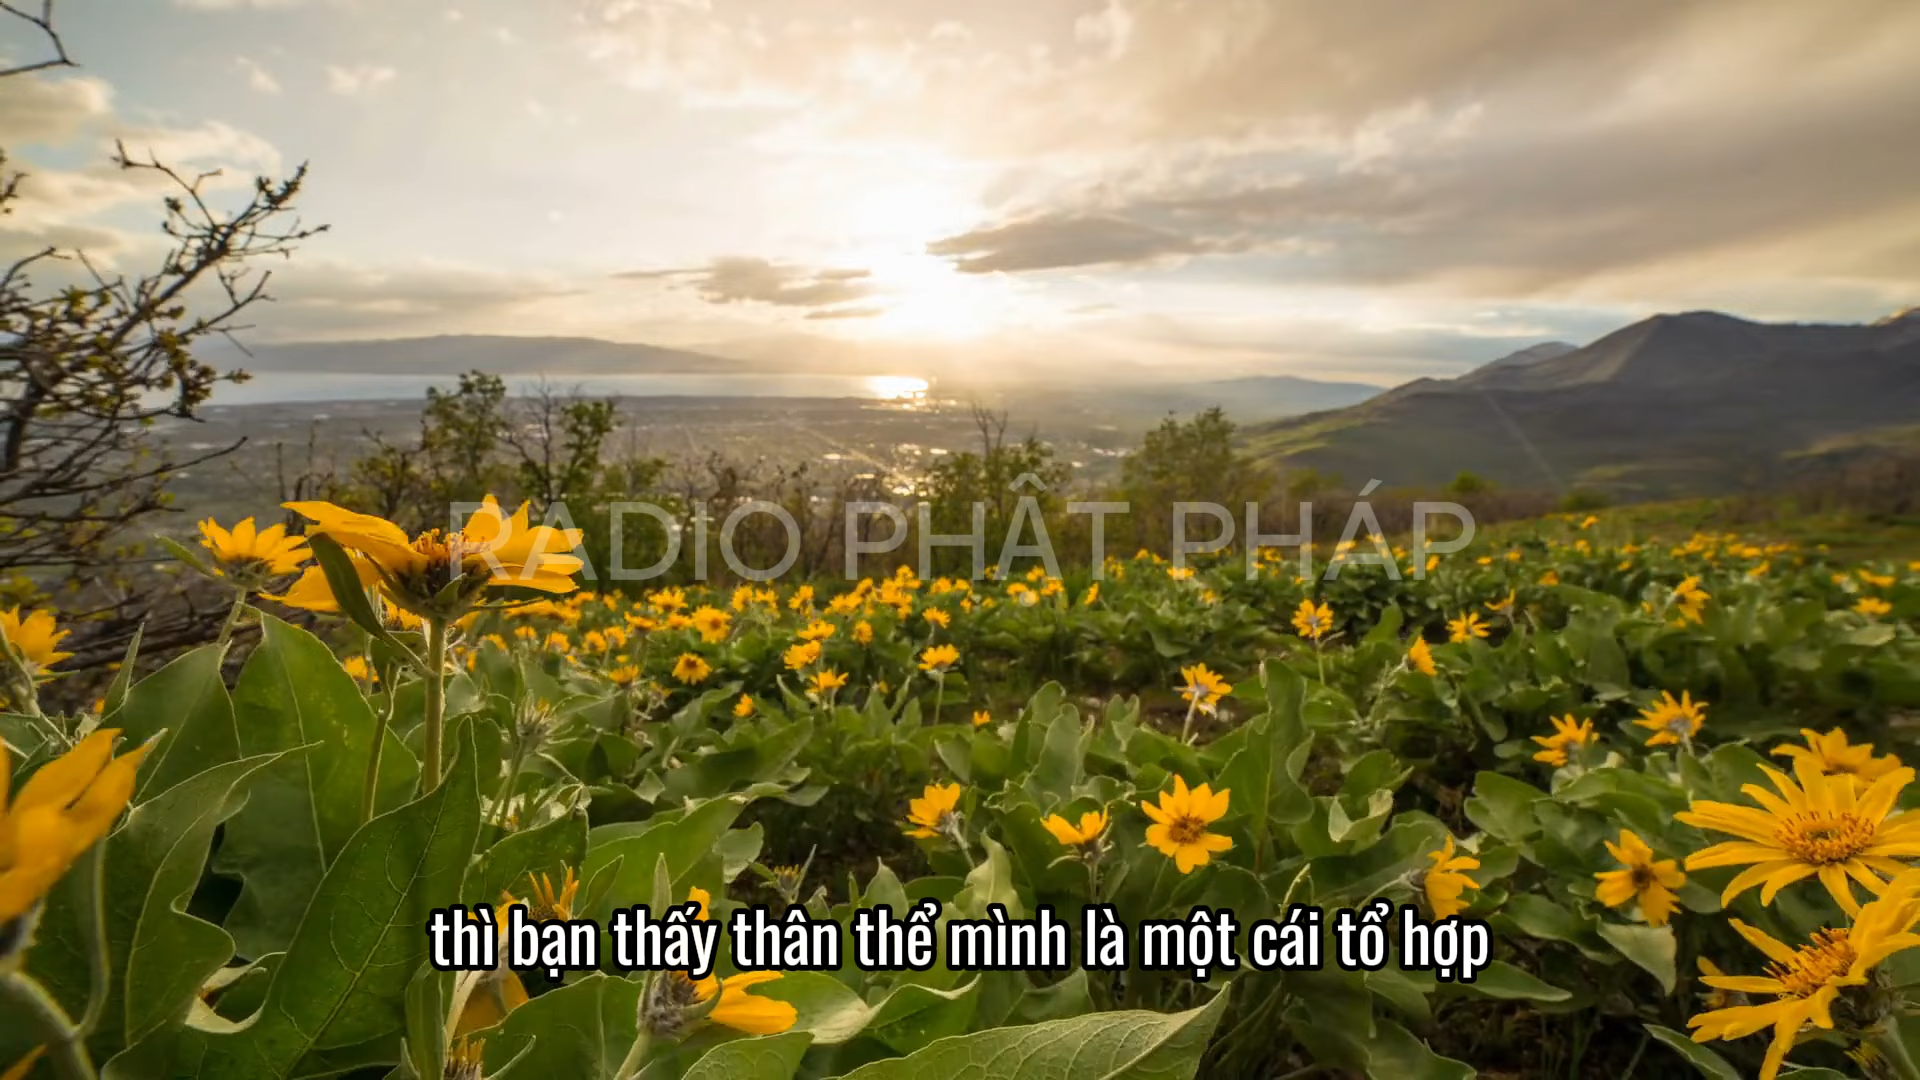 RADIO PHẬT PHÁP
thì bạn thấy thân thể mình là một cái tổ hợp